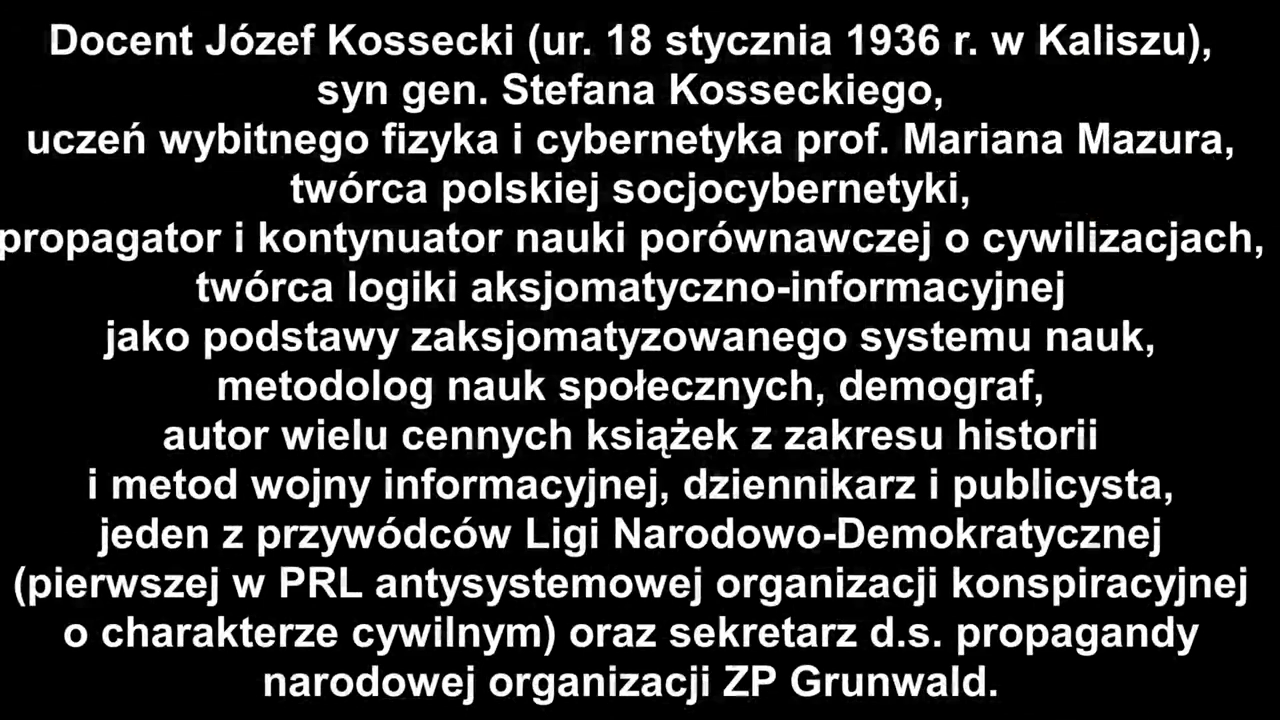 Docent Józef Kossecki (ur. 18 stycznia 1936 r. w Kaliszu),
syn gen. Stefana Kosseckiego,
uczeń wybitnego fizyka i cybernetyka prof. Mariana Mazura,
twórca polskiej socjocybernetyki,
propagator i kontynuator nauki porównawczej o cywilizacjach,
twórca logiki aksjomatyczno-informacyjnej
jako podstawy zaksjomatyzowanego systemu nauk,
metodolog nauk społecznych, demograf,
autor wielu cennych książek z zakresu historii
i metod wojny informacyjnej, dziennikarz i publicysta,
jeden z przywódców Ligi Narodowo-Demokratycznej
(pierwszej w PRL antysystemowej organizacji konspiracyjnej
o charakterze cywilnym) oraz sekretarz d.s. propagandy
narodowej organizacji ZP Grunwald.